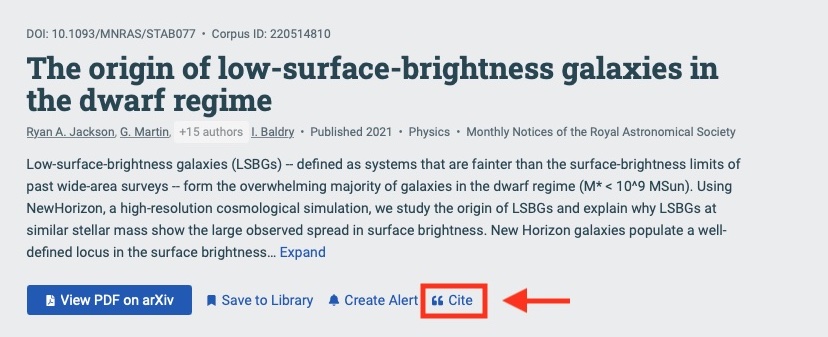 DOI: 10.1093/MNRAS/STAB077 • Corpus ID: 220514810
The origin of low-surface-brightness galaxies in
the dwarf regime
Ryan A. Jackson, G. Martin, +15 authors I. Baldry • Published 2021 • Physics • Monthly Notices of the Royal Astronomical Society
Low-surface-brightness galaxies (LSBGs) -- defined as systems that are fainter than the surface-brightness limits of
past wide-area surveys -- form the overwhelming majority of galaxies in the dwarf regime (M* < 10^9 MSun). Using
NewHorizon, a high-resolution cosmological simulation, we study the origin of LSBGs and explain why LSBGs at
similar stellar mass show the large observed spread in surface brightness. New Horizon galaxies populate a well-
defined locus in the surface brightness… Expand
View PDF on arXiv Save to Library Create Alert Cite